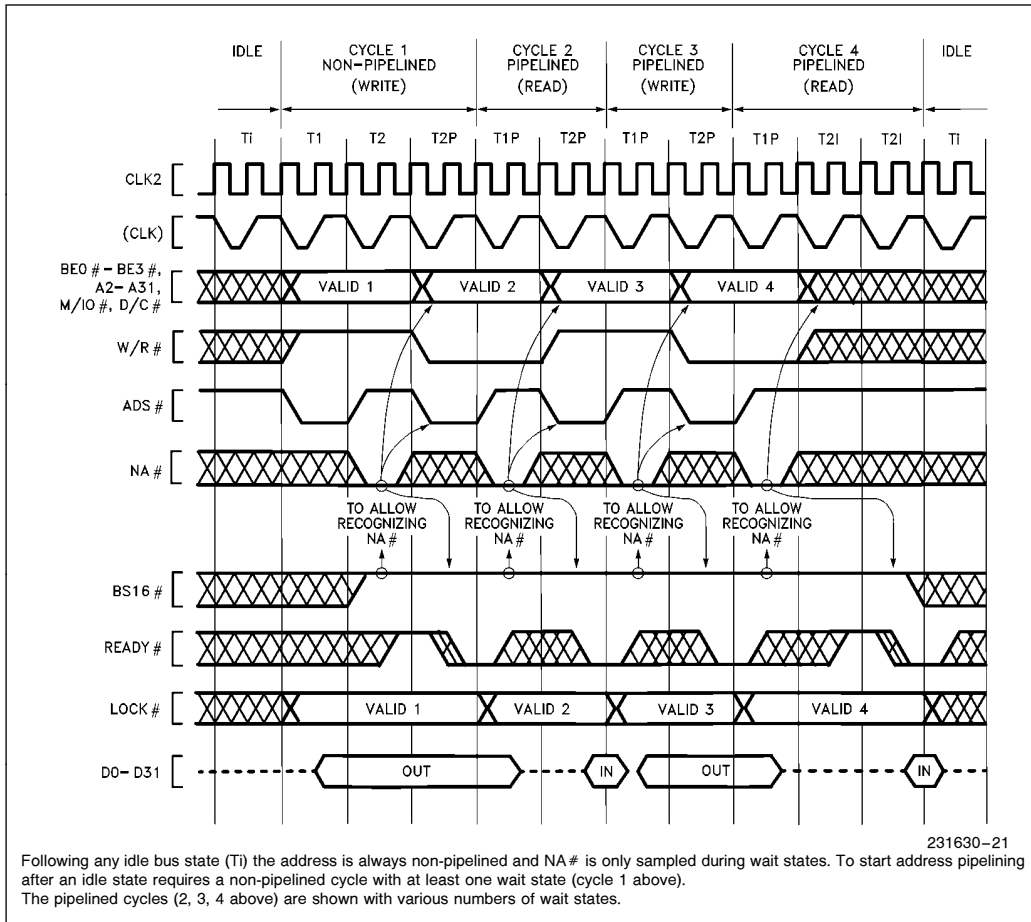 IDLE CYCLE 1 CYCLE 2 CYCLE 3 CYCLE 4 IDLE
NON-PIPELINED PIPELINED PIPELINED PIPELINED
(WRITE) (READ) (WRITE) (READ)
Ti T1 T2 T2P T1P T2P T1P T2P T1P T2I T2I Ti
CLK2
(CLK)
BE0 # - BE3 #,
A2- A31,
M/IO #, D/C #
VALID 1 VALID 2 VALID 3 VALID 4
W/R #
ADS #
NA #
TO ALLOW TO ALLOW TO ALLOW TO ALLOW
RECOGNIZING RECOGNIZING RECOGNIZING RECOGNIZING
NA # NA # NA # NA #
BS16 #
READY #
LOCK # VALID 1 VALID 2 VALID 3 VALID 4
D0- D31 OUT IN OUT IN
231630–21
Following any idle bus state (Ti) the address is always non-pipelined and NA# is only sampled during wait states. To start address pipelining
after an idle state requires a non-pipelined cycle with at least one wait state (cycle 1 above).
The pipelined cycles (2, 3, 4 above) are shown with various numbers of wait states.